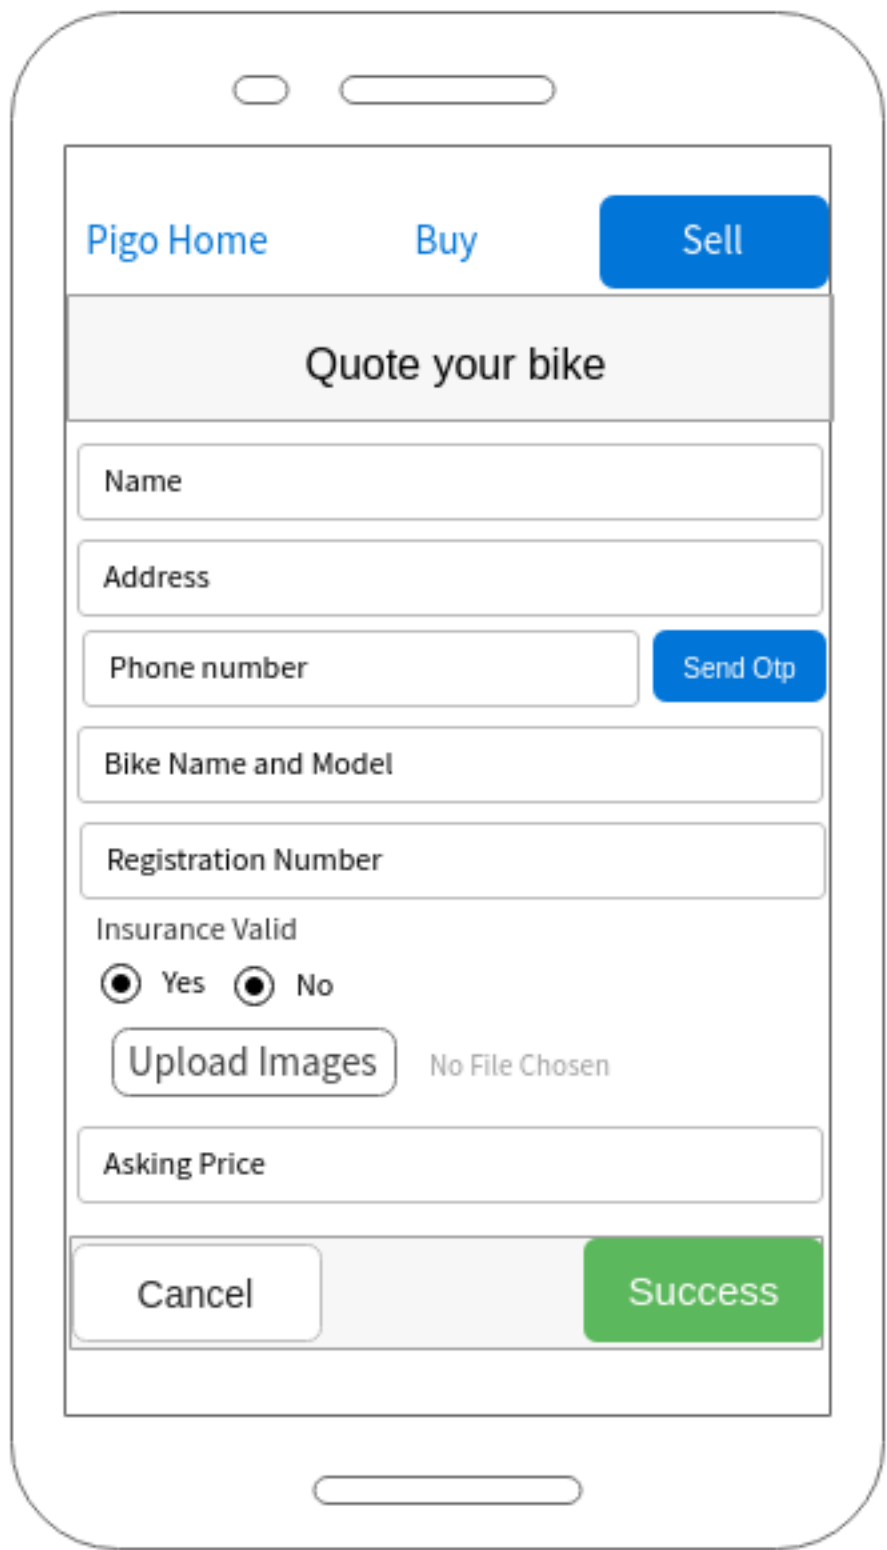 Pigo Home Buy Sell
Quote your bike
Name
Address
Phone number Send Otp
Bike Name and Model
Registration Number
Insurance Valid
Yes No
Upload Images No File Chosen
Asking Price
Cancel Success